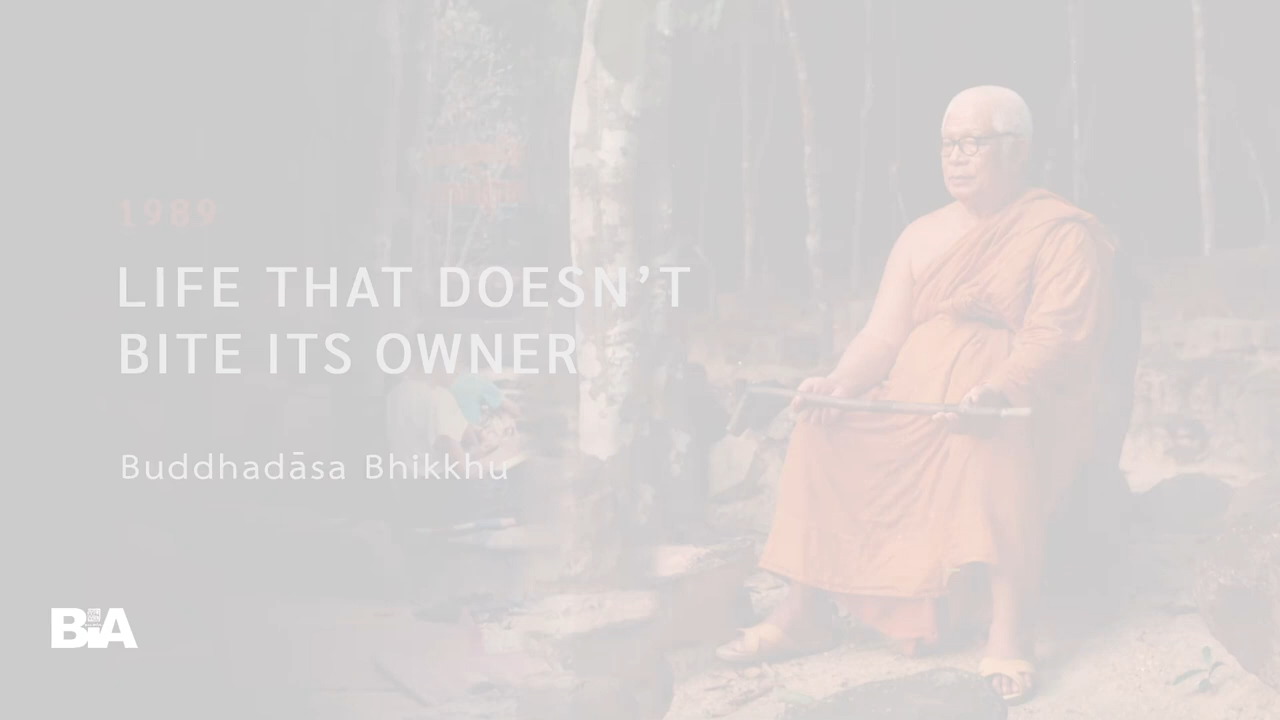 1989
LIFE THAT DOESN’T
BITE ITS OWNER
Buddhadāsa Bhikkhu
BiA